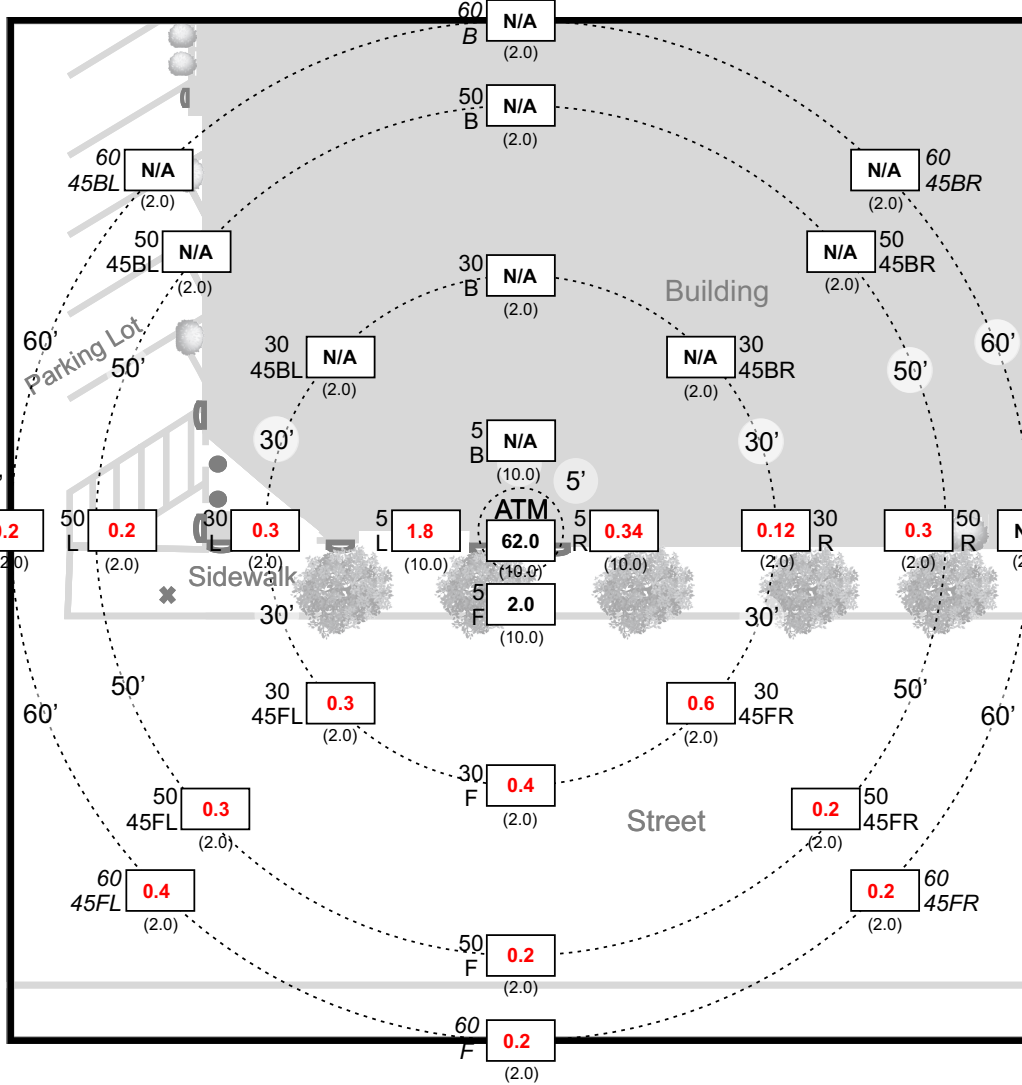 60
B
N/A
(2.0)
50
B
N/A
(2.0)
60
45BL
N/A
(2.0)
N/A
60
45BR
(2.0)
50
45BL
N/A
(2.0)
N/A
50
45BR
(2.0)
30
B
N/A
(2.0)
Building
30
45BL
N/A
(2.0)
N/A
30
45BR
(2.0)
Parking Lot
60’
50’
50’
60’
30’
30’
5
B
N/A
(10.0)
5’
ATM
0.2
50
L
0.2
(2.0)
30
L
0.3
(2.0)
5
L
1.8
(10.0)
62.0
(10.0)
5
R
0.34
(10.0)
0.12
30
R
(2.0)
0.3
50
R
(2.0)
Sidewalk
5
F
2.0
(10.0)
30’
30’
50’
50’
60’
60’
30
45FL
0.3
(2.0)
0.6
30
45FR
(2.0)
30
F
0.4
(2.0)
Street
50
45FL
0.3
(2.0)
0.2
50
45FR
(2.0)
60
45FL
0.4
(2.0)
0.2
60
45FR
(2.0)
50
F
0.2
(2.0)
60
F
0.2
(2.0)